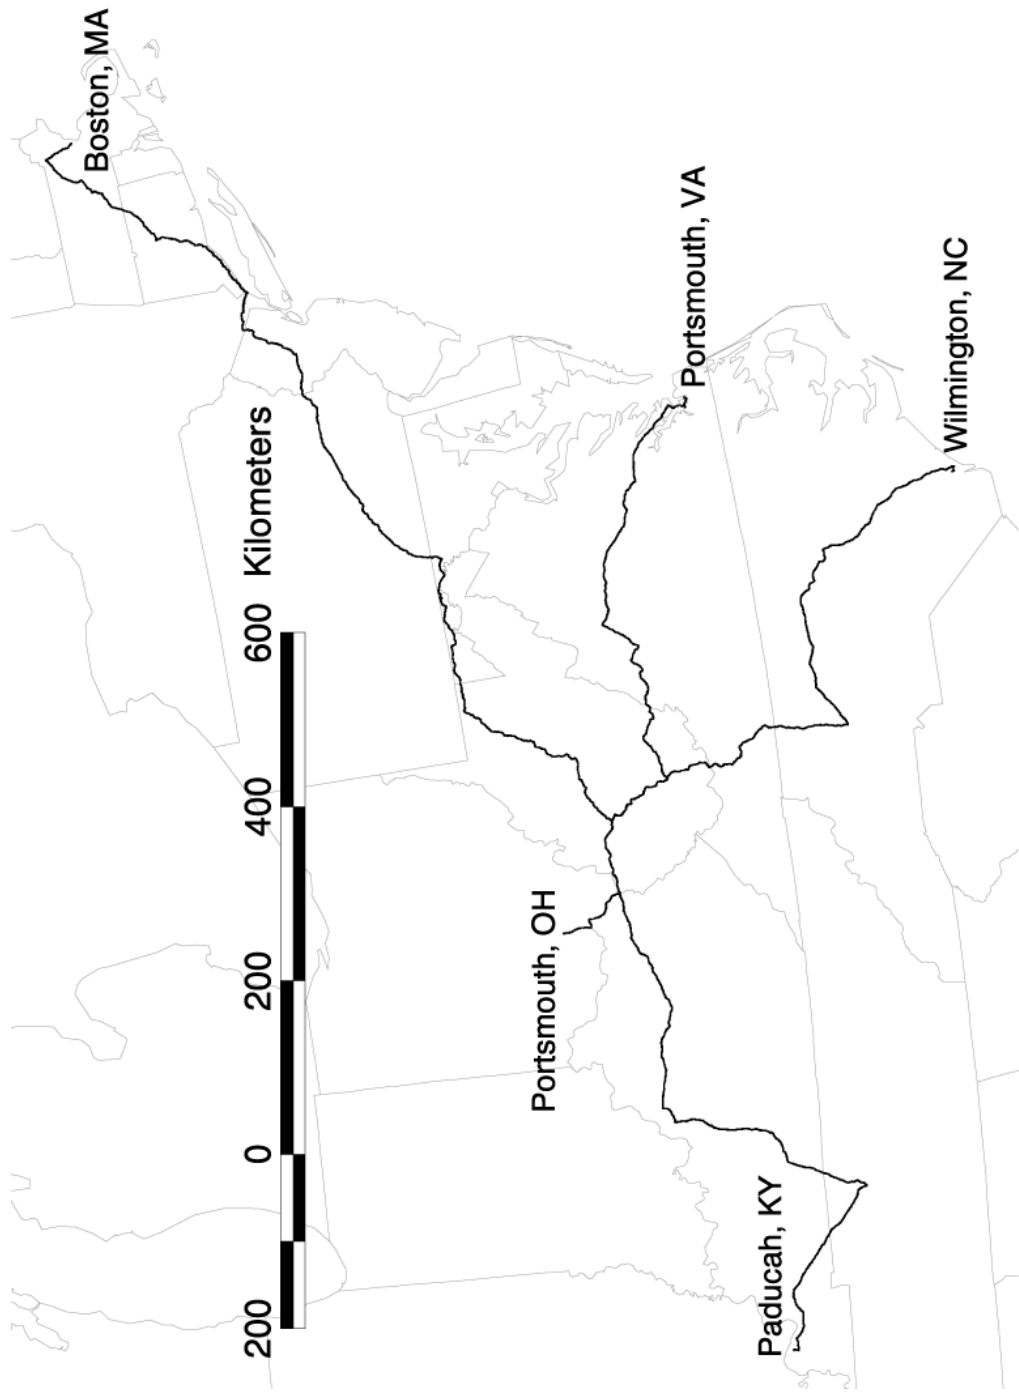 Boston, MA
200 0 200 400 600 Kilometers
Portsmouth, OH
Portsmouth, VA
Paducah, KY
Wilmington, NC